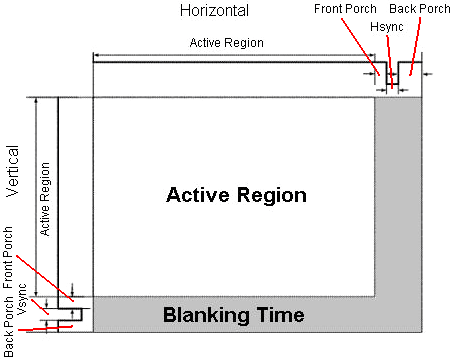 Horizontal
Front Porch
Back Porch
Hsync
Active Region
Vertical
Active Region
Active Region
Front Porch
Vsync
Back Porch
Blanking Time